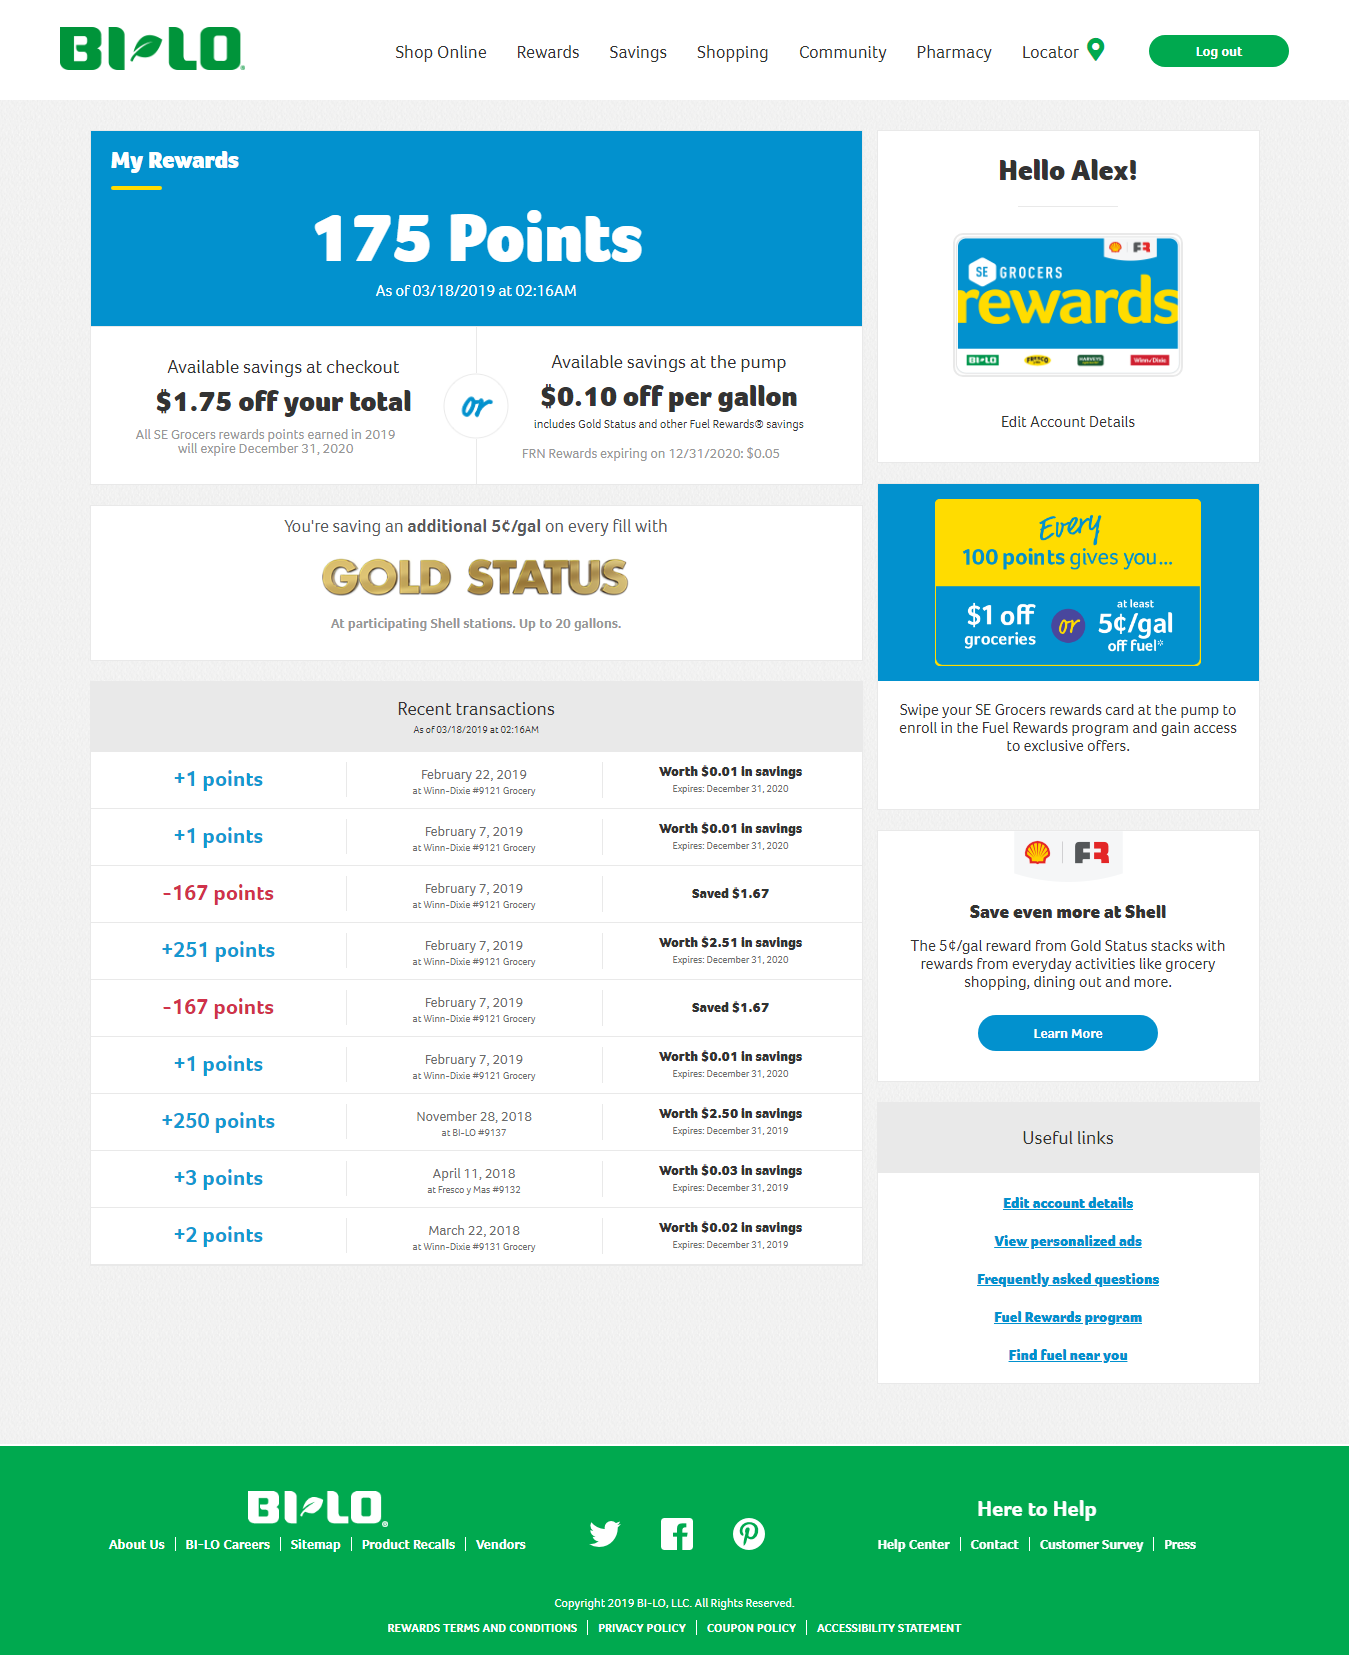 BI-LO
Shop Online Rewards Savings Shopping Community Pharmacy Locator Log out
My Rewards
175 Points
As of 03/18/2019 at 02:16AM
Available savings at checkout
$1.75 off your total
All SE Grocers rewards points earned in 2019
will expire December 31, 2020
or
Available savings at the pump
$0.10 off per gallon
includes Gold Status and other Fuel Rewards® savings
FRN Rewards expiring on 12/31/2020: $0.05
You're saving an additional 5¢/gal on every fill with
GOLD STATUS
At participating Shell stations. Up to 20 gallons.
Recent transactions
As of 03/18/2019 at 02:16AM
+1 points
February 22, 2019
at Winn-Dixie #9121 Grocery
Worth $0.01 in savings
Expires: December 31, 2020
+1 points
February 7, 2019
at Winn-Dixie #9121 Grocery
Worth $0.01 in savings
Expires: December 31, 2020
-167 points
February 7, 2019
at Winn-Dixie #9121 Grocery
Saved $1.67
+251 points
February 7, 2019
at Winn-Dixie #9121 Grocery
Worth $2.51 in savings
Expires: December 31, 2020
-167 points
February 7, 2019
at Winn-Dixie #9121 Grocery
Saved $1.67
+1 points
February 7, 2019
at Winn-Dixie #9121 Grocery
Worth $0.01 in savings
Expires: December 31, 2020
+250 points
November 28, 2018
at BI-LO #9137
Worth $2.50 in savings
Expires: December 31, 2019
+3 points
April 11, 2018
at Fresco y Mas #9132
Worth $0.03 in savings
Expires: December 31, 2019
+2 points
March 22, 2018
at Winn-Dixie #9131 Grocery
Worth $0.02 in savings
Expires: December 31, 2019
Hello Alex!
FR
SE GROCERS
rewards
BI-LO FRESCO HARVEYS Winn Dixie
Edit Account Details
Every
100 points gives you...
$1 off
groceries
or
at least
5¢/gal
off fuel*
Swipe your SE Grocers rewards card at the pump to
enroll in the Fuel Rewards program and gain access
to exclusive offers.
FR
Save even more at Shell
The 5¢/gal reward from Gold Status stacks with
rewards from everyday activities like grocery
shopping, dining out and more.
Learn More
Useful links
Edit account details
View personalized ads
Frequently asked questions
Fuel Rewards program
Find fuel near you
BI-LO®
About Us BI-LO Careers Sitemap Product Recalls Vendors
Here to Help
Help Center Contact Customer Survey Press
Copyright 2019 BI-LO, LLC. All Rights Reserved.
REWARDS TERMS AND CONDITIONS PRIVACY POLICY COUPON POLICY ACCESSIBILITY STATEMENT